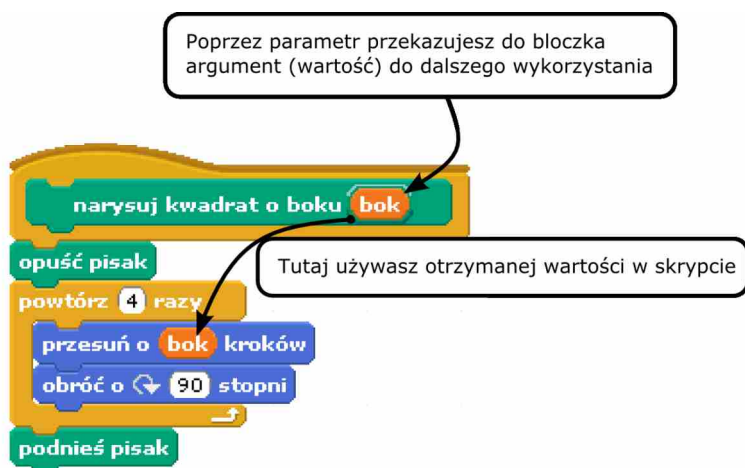 Poprzez parametr przekazujesz do bloczka
argument (wartość) do dalszego wykorzystania
narysuj kwadrat o boku bok
opuść pisak
Tutaj używasz otrzymanej wartości w skrypcie
powtórz 4 razy
przesuń o bok kroków
obróć o 90 stopni
podnieś pisak